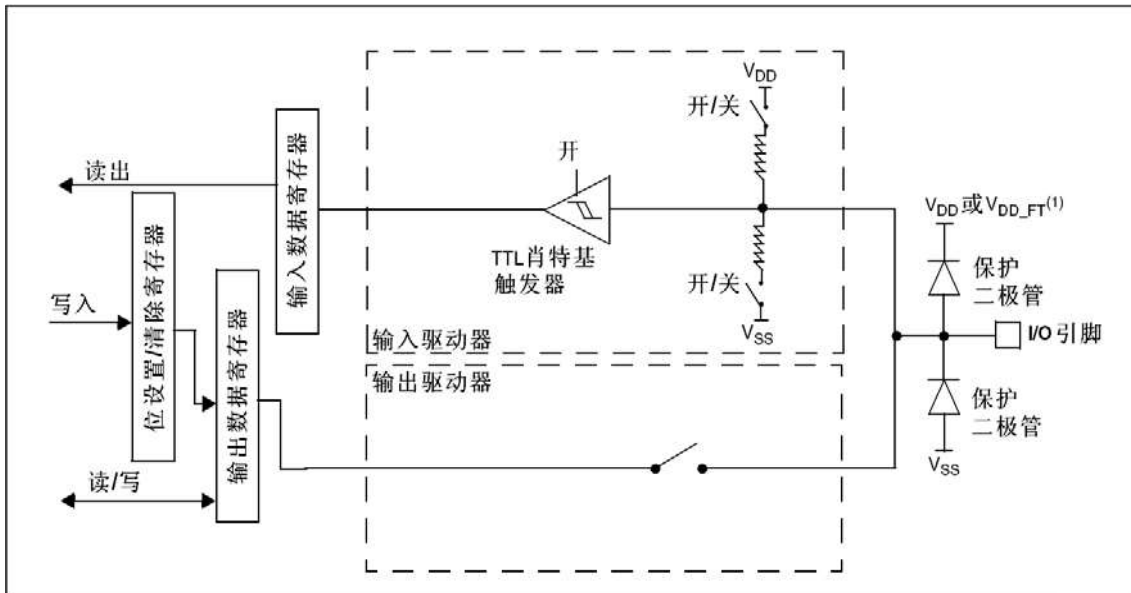 V_DD
开/关
开
读出
输入数据寄存器
TTL肖特基
触发器
开/关
V_SS
输入驱动器
V_DD或V_DD_FT(1)
保护
二极管
I/O引脚
保护
二极管
V_SS
写入
位设置/清除寄存器
输出数据寄存器
读/写
输出驱动器